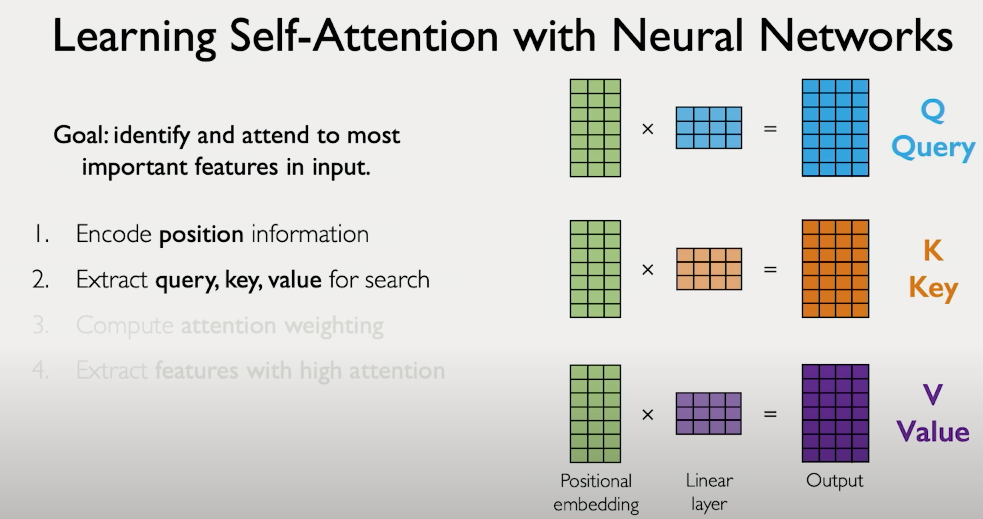 Learning Self-Attention with Neural Networks
Goal: identify and attend to most
important features in input.
1. Encode position information
2. Extract query, key, value for search
3. Compute attention weighting
4. Extract features with high attention
× =
Q
Query
× =
K
Key
× =
V
Value
Positional
embedding
Linear
layer
Output